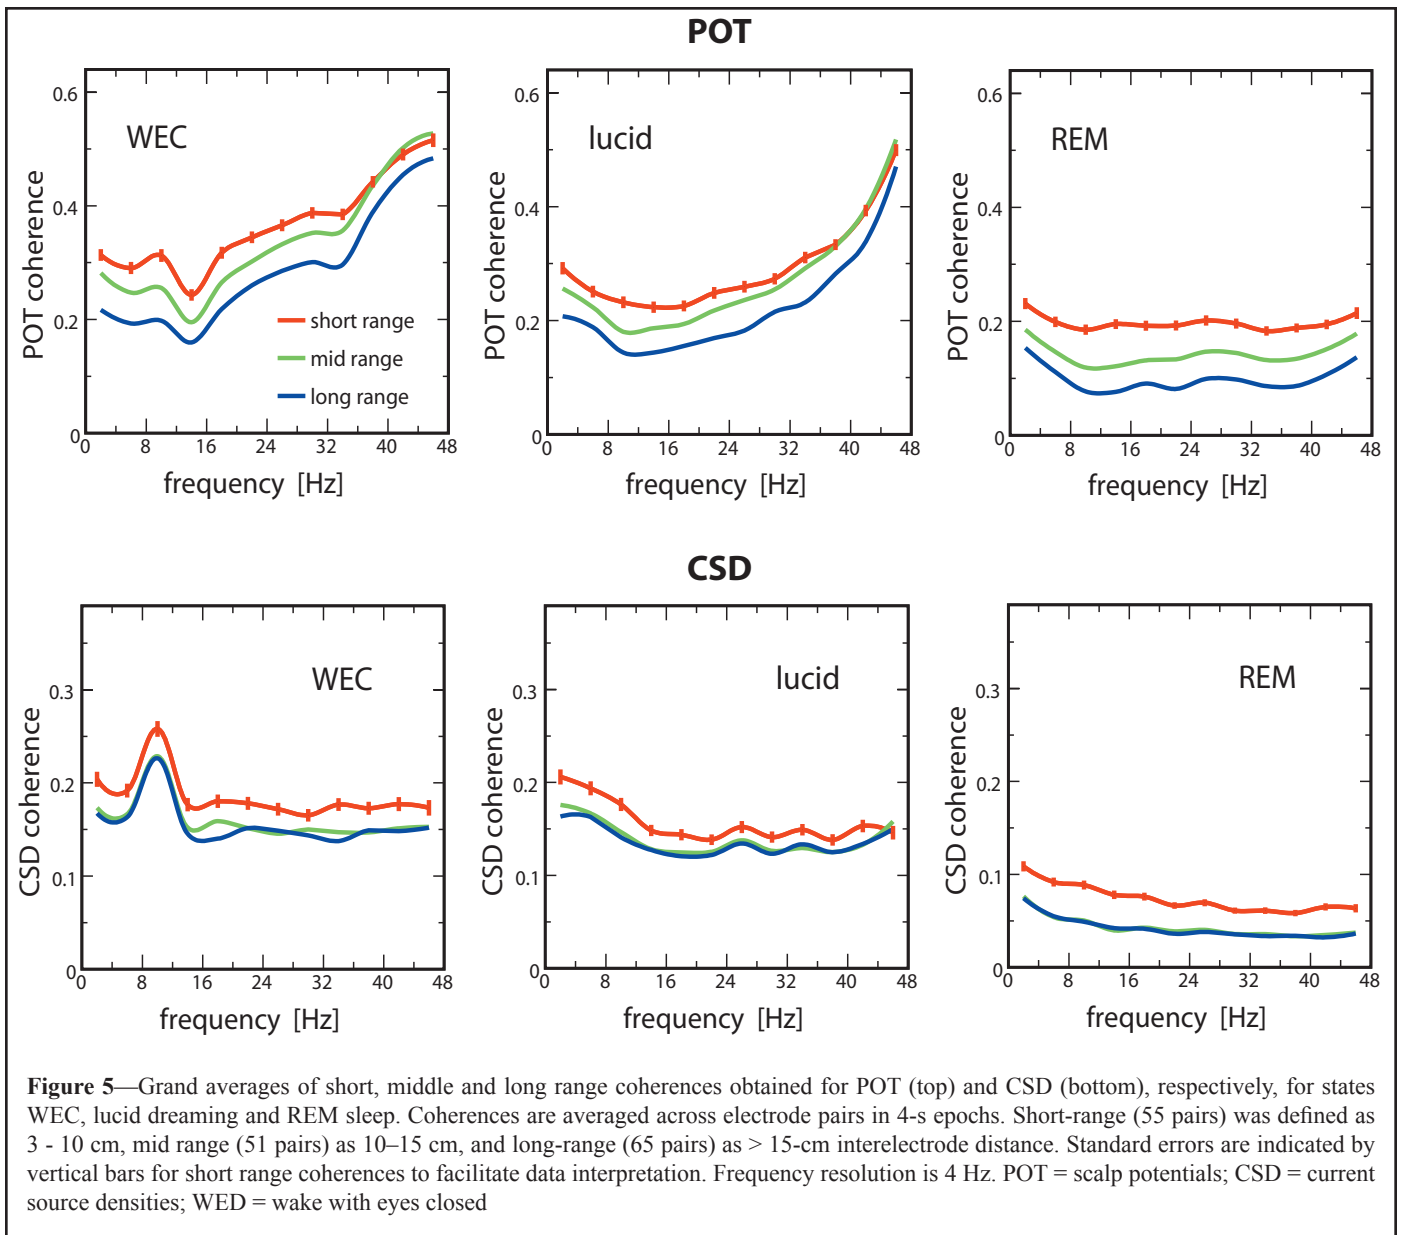 POT
0.6
0.4
0.2
0
POT coherence
WEC
short range
mid range
long range
0 8 16 24 32 40 48
frequency [Hz]
0.6
0.4
0.2
0
POT coherence
lucid
0 8 16 24 32 40 48
frequency [Hz]
0.6
0.4
0.2
0
POT coherence
REM
0 8 16 24 32 40 48
frequency [Hz]
CSD
0.3
0.2
0.1
0
CSD coherence
WEC
0 8 16 24 32 40 48
frequency [Hz]
0.3
0.2
0.1
0
CSD coherence
lucid
0 8 16 24 32 40 48
frequency [Hz]
0.3
0.2
0.1
0
CSD coherence
REM
0 8 16 24 32 40 48
frequency [Hz]
Figure 5—Grand averages of short, middle and long range coherences obtained for POT (top) and CSD (bottom), respectively, for states
WEC, lucid dreaming and REM sleep. Coherences are averaged across electrode pairs in 4-s epochs. Short-range (55 pairs) was defined as
3 - 10 cm, mid range (51 pairs) as 10–15 cm, and long-range (65 pairs) as > 15-cm interelectrode distance. Standard errors are indicated by
vertical bars for short range coherences to facilitate data interpretation. Frequency resolution is 4 Hz. POT = scalp potentials; CSD = current
source densities; WED = wake with eyes closed